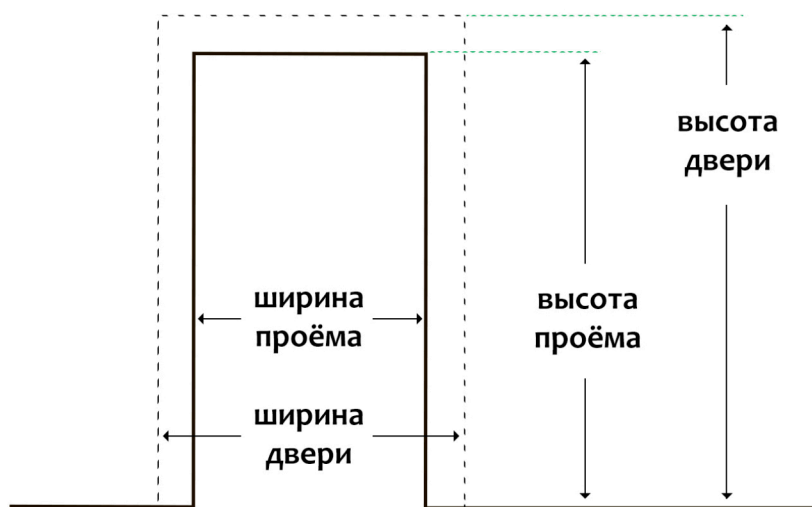 высота
двери
ширина
проёма
высота
проёма
ширина
двери